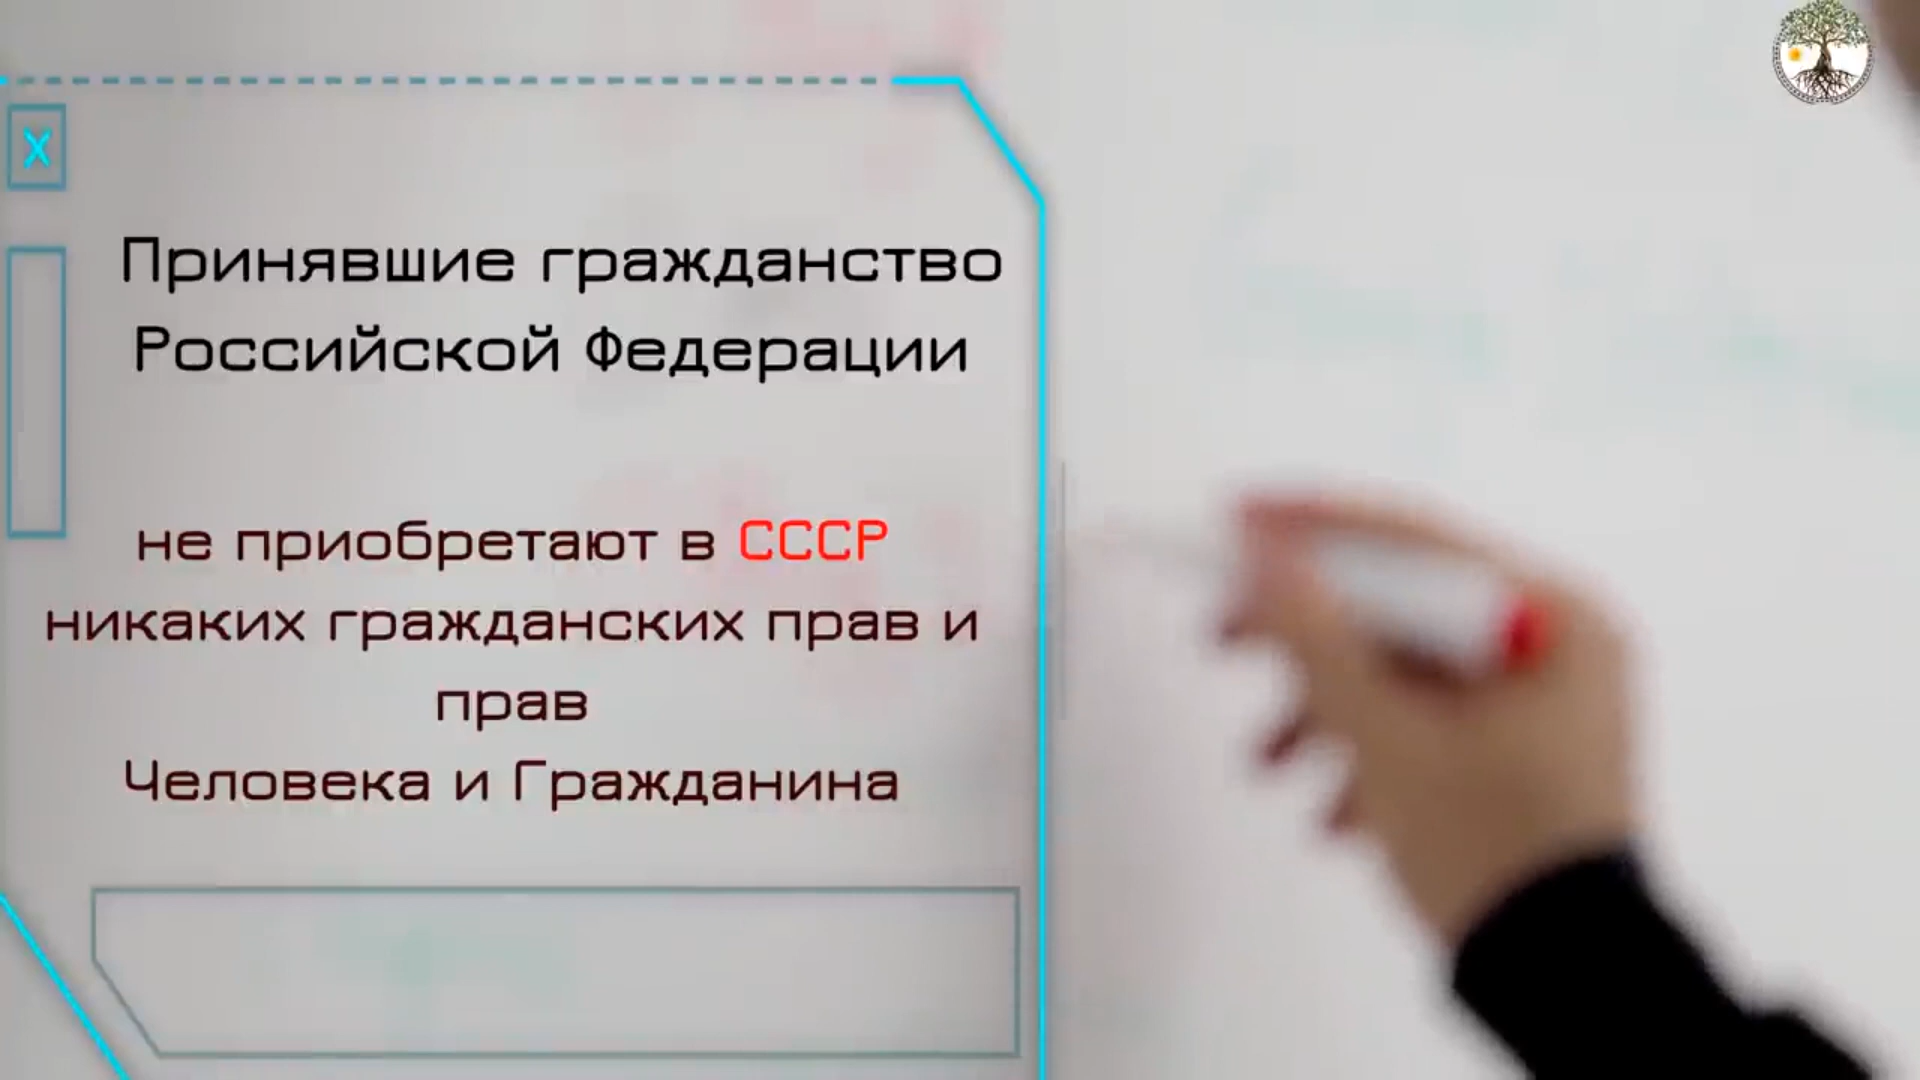 X
Принявшие гражданство
Российской Федерации
не приобретают в СССР
никаких гражданских прав и
прав
Человека и Гражданина